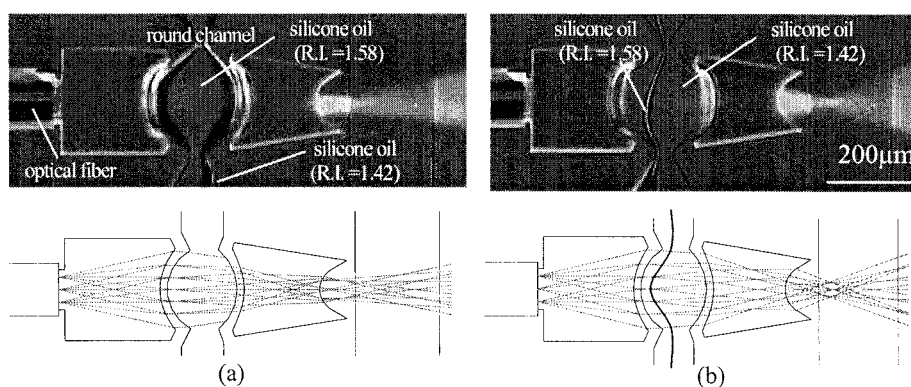 round channel
silicone oil
(R.I.=1.58)
optical fiber
silicone oil
(R.I.=1.42)
silicone oil
(R.I.=1.58)
silicone oil
(R.I.=1.42)
200μm
(a)
(b)